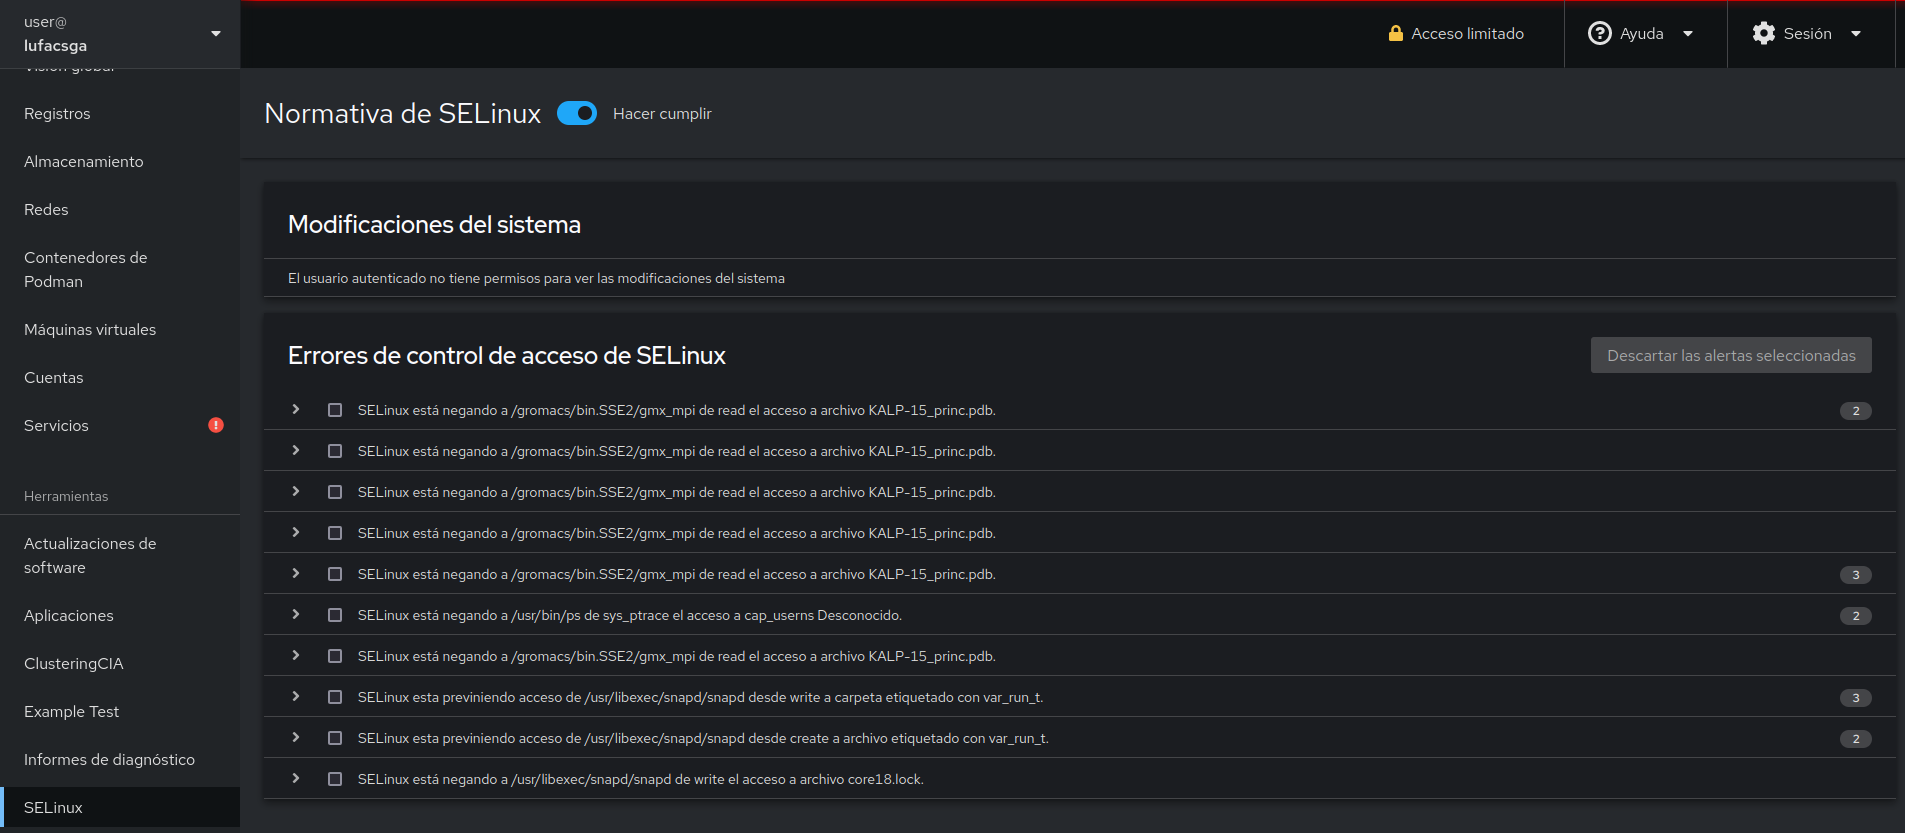 user@
lufacsga
Acceso limitado
Ayuda
Sesión
Visión global
Registros
Almacenamiento
Redes
Contenedores de
Podman
Máquinas virtuales
Cuentas
Servicios
Herramientas
Actualizaciones de
software
Aplicaciones
ClusteringCIA
Example Test
Informes de diagnóstico
SELinux
Normativa de SELinux
Hacer cumplir
Modificaciones del sistema
El usuario autenticado no tiene permisos para ver las modificaciones del sistema
Errores de control de acceso de SELinux
Descartar las alertas seleccionadas
SELinux está negando a /gromacs/bin.SSE2/gmx_mpi de read el acceso a archivo KALP-15_princ.pdb. 2
SELinux está negando a /gromacs/bin.SSE2/gmx_mpi de read el acceso a archivo KALP-15_princ.pdb.
SELinux está negando a /gromacs/bin.SSE2/gmx_mpi de read el acceso a archivo KALP-15_princ.pdb.
SELinux está negando a /gromacs/bin.SSE2/gmx_mpi de read el acceso a archivo KALP-15_princ.pdb.
SELinux está negando a /gromacs/bin.SSE2/gmx_mpi de read el acceso a archivo KALP-15_princ.pdb. 3
SELinux está negando a /usr/bin/ps de sys_ptrace el acceso a cap_userns Desconocido. 2
SELinux está negando a /gromacs/bin.SSE2/gmx_mpi de read el acceso a archivo KALP-15_princ.pdb.
SELinux esta previniendo acceso de /usr/libexec/snapd/snapd desde write a carpeta etiquetado con var_run_t. 3
SELinux esta previniendo acceso de /usr/libexec/snapd/snapd desde create a archivo etiquetado con var_run_t. 2
SELinux está negando a /usr/libexec/snapd/snapd de write el acceso a archivo core18.lock.